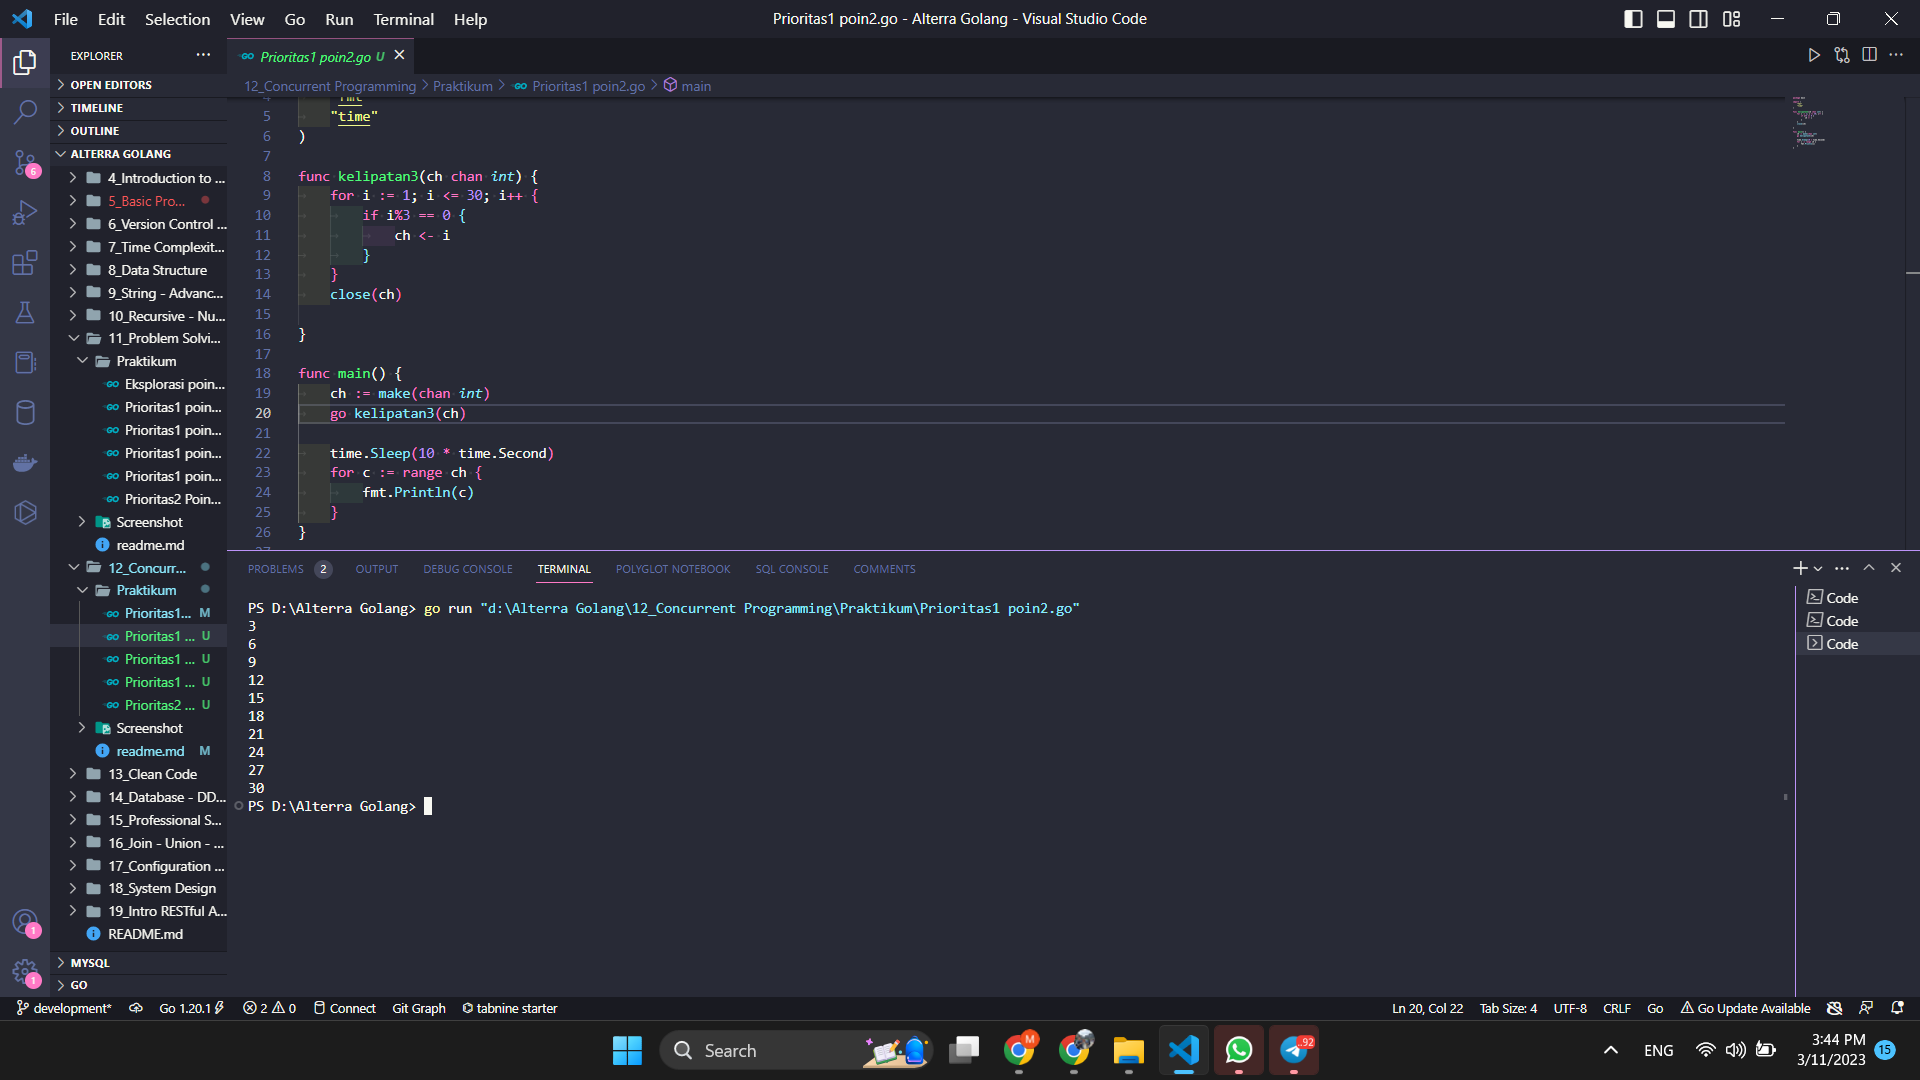 File Edit Selection View Go Run Terminal Help
Prioritas1 poin2.go - Alterra Golang - Visual Studio Code
EXPLORER
OPEN EDITORS
TIMELINE
OUTLINE
ALTERRA GOLANG
4_Introduction to ...
5_Basic Pro...
6_Version Control ...
7_Time Complexit...
8_Data Structure
9_String - Advanc...
10_Recursive - Nu...
11_Problem Solvi...
Praktikum
Eksplorasi poin...
Prioritas1 poin...
Prioritas1 poin...
Prioritas1 poin...
Prioritas1 poin...
Prioritas2 Poin...
Screenshot
readme.md
12_Concurr...
Praktikum
Prioritas1... M
Prioritas1 ... U
Prioritas1 ... U
Prioritas1 ... U
Prioritas2 ... U
Screenshot
readme.md M
13_Clean Code
14_Database - DD...
15_Professional S...
16_Join - Union - ...
17_Configuration ...
18_System Design
19_Intro RESTful A...
README.md
MYSQL
GO
6
1
1
Prioritas1 poin2.go U
12_Concurrent Programming > Praktikum > Prioritas1 poin2.go > main
5 "time"
6 )
7
8 func kelipatan3(ch chan int) {
9 for i := 1; i <= 30; i++ {
10 if i%3 == 0 {
11 ch <- i
12 }
13 }
14 close(ch)
15
16 }
17
18 func main() {
19 ch := make(chan int)
20 go kelipatan3(ch)
21
22 time.Sleep(10 * time.Second)
23 for c := range ch {
24 fmt.Println(c)
25 }
26 }
PROBLEMS 2 OUTPUT DEBUG CONSOLE TERMINAL POLYGLOT NOTEBOOK SQL CONSOLE COMMENTS
PS D:\Alterra Golang> go run "d:\Alterra Golang\12_Concurrent Programming\Praktikum\Prioritas1 poin2.go"
3
6
9
12
15
18
21
24
27
30
PS D:\Alterra Golang>
Code
Code
Code
development* Go 1.20.1 2 0 Connect Git Graph tabnine starter
Ln 20, Col 22 Tab Size: 4 UTF-8 CRLF Go Go Update Available
Search
M
92
ENG
3:44 PM
3/11/2023
15